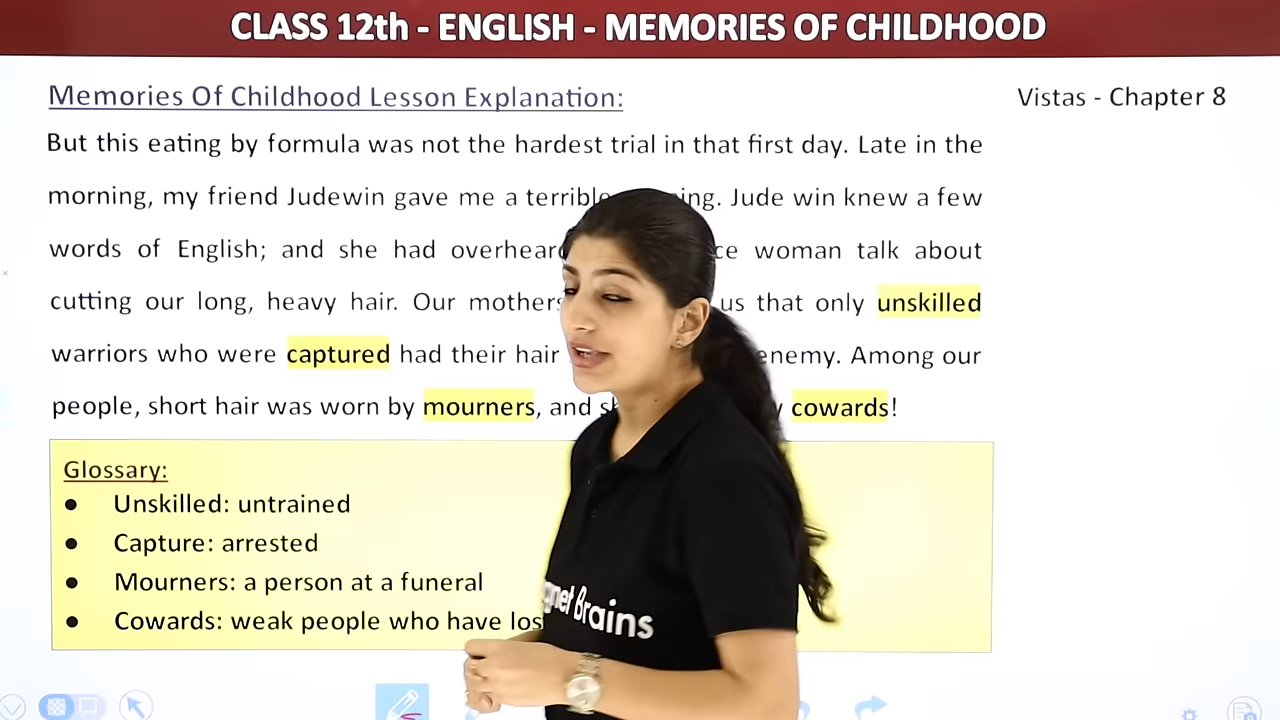 CLASS 12th - ENGLISH - MEMORIES OF CHILDHOOD
Memories Of Childhood Lesson Explanation:
Vistas - Chapter 8
But this eating by formula was not the hardest trial in that first day. Late in the
morning, my friend Judewin gave me a terrible . Jude win knew a few
words of English; and she had overheard woman talk about
cutting our long, heavy hair. Our mothers us that only unskilled
warriors who were captured had their hair enemy. Among our
people, short hair was worn by mourners, and cowards!
Glossary:
● Unskilled: untrained
● Capture: arrested
● Mourners: a person at a funeral
● Cowards: weak people who have
Brains